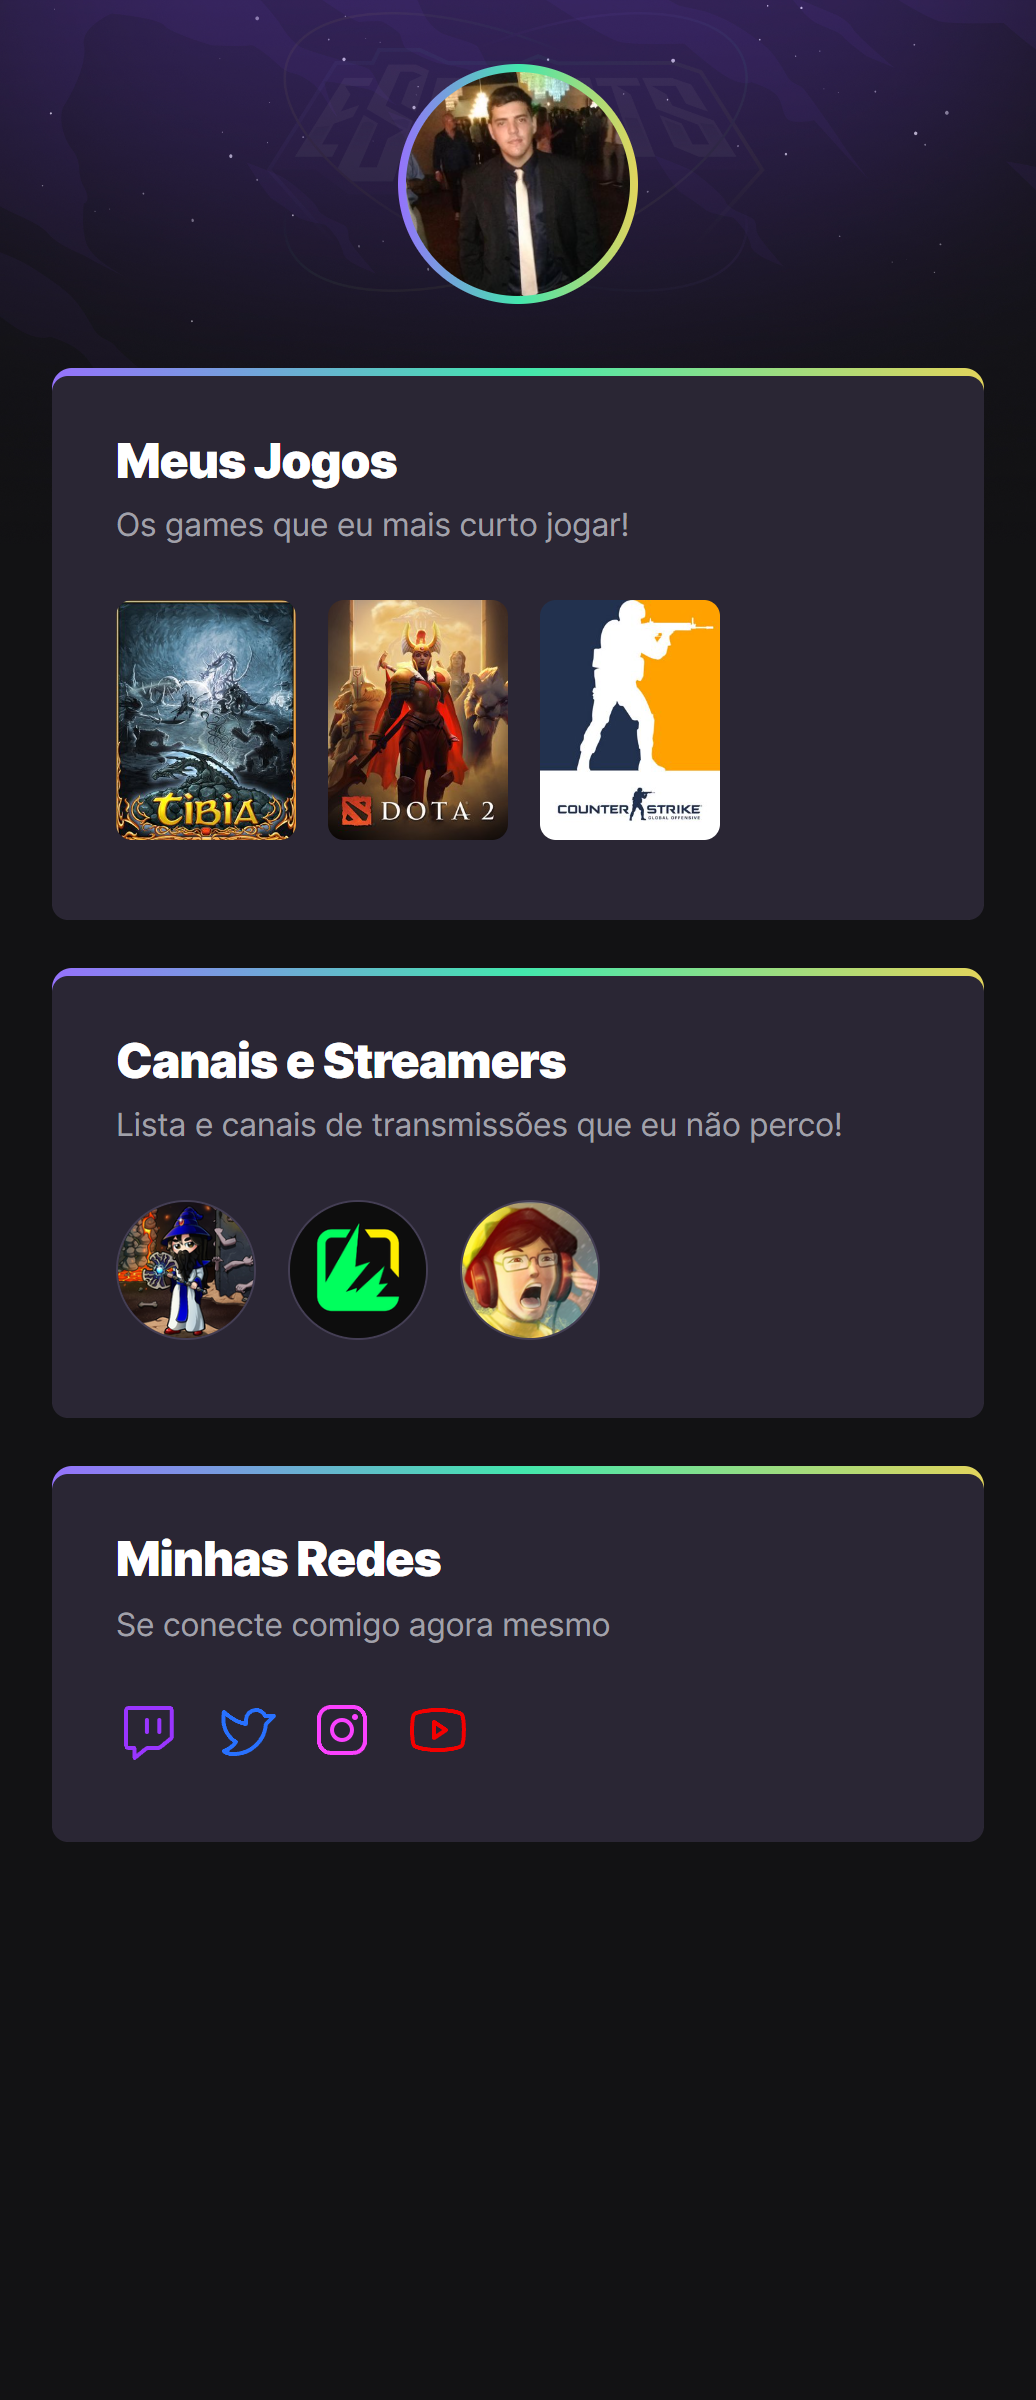 ESPORTS
Meus Jogos
Os games que eu mais curto jogar!
TIBIA
DOTA 2
COUNTER STRIKE
GLOBAL OFFENSIVE
Canais e Streamers
Lista e canais de transmissões que eu não perco!
Minhas Redes
Se conecte comigo agora mesmo